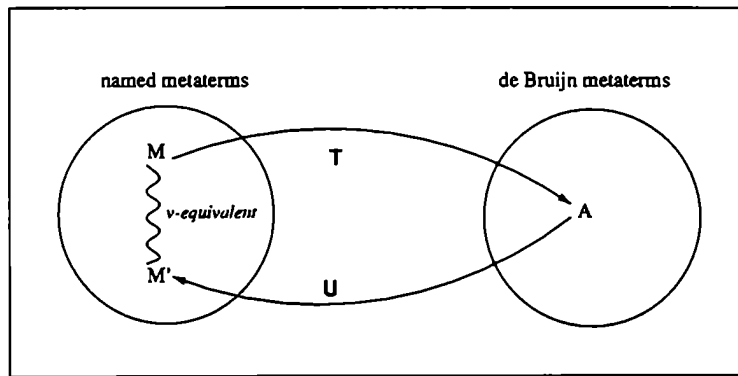 named metaterms
de Bruijn metaterms
M
T
v-equivalent
A
M'
U